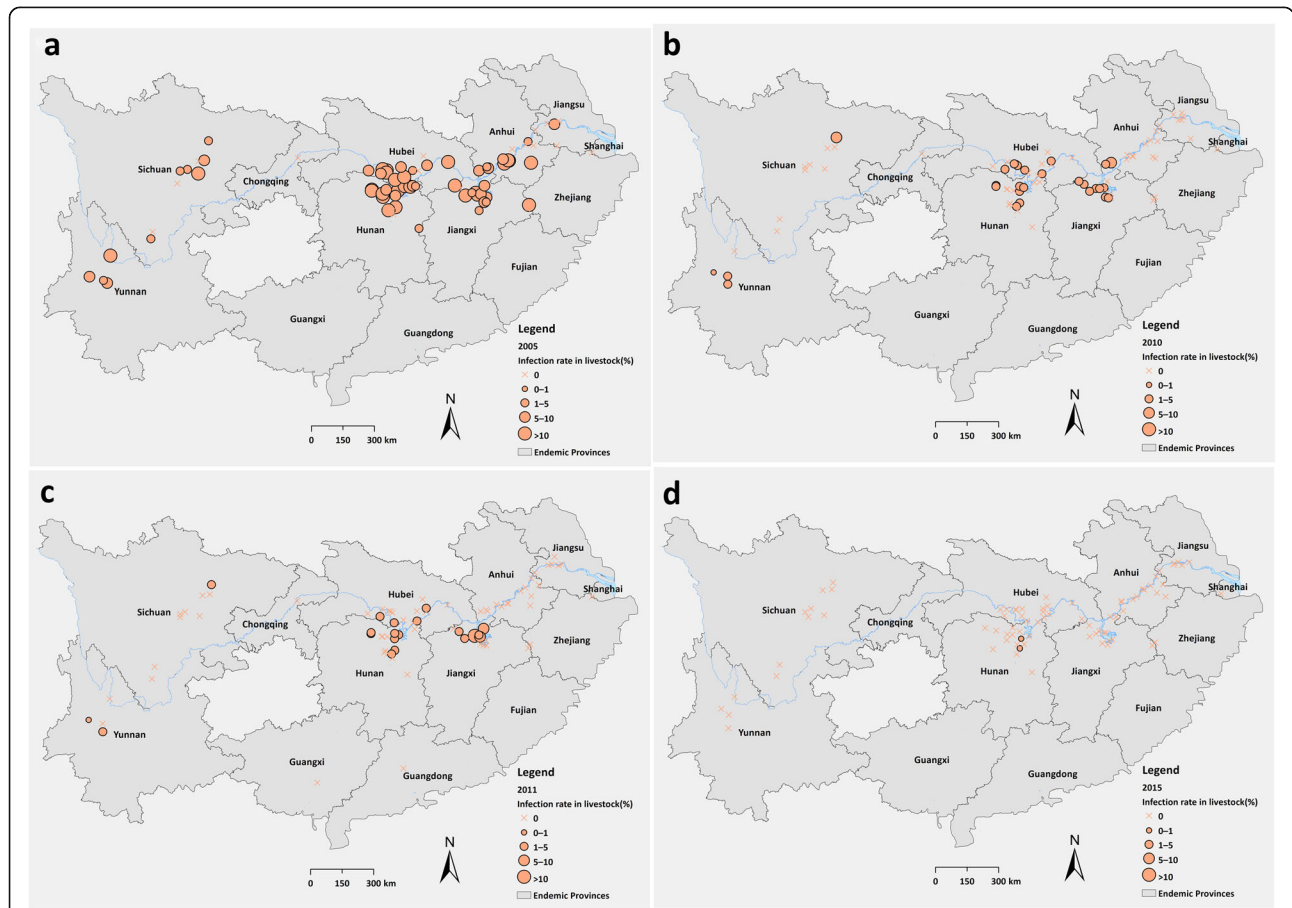 a
Jiangsu
Anhui
Shanghai
Hubei
Sichuan
Chongqing
Zhejiang
Hunan
Jiangxi
Fujian
Yunnan
Guangxi
Guangdong
Legend
2005
Infection rate in livestock(%)
0
0–1
1–5
5–10
>10
Endemic Provinces
N
0 150 300 km
b
Jiangsu
Anhui
Shanghai
Hubei
Sichuan
Chongqing
Zhejiang
Hunan
Jiangxi
Fujian
Yunnan
Guangxi
Guangdong
Legend
2010
Infection rate in livestock(%)
0
0–1
1–5
5–10
>10
Endemic Provinces
N
0 150 300 km
c
Jiangsu
Anhui
Shanghai
Hubei
Sichuan
Chongqing
Zhejiang
Hunan
Jiangxi
Fujian
Yunnan
Guangxi
Guangdong
Legend
2011
Infection rate in livestock(%)
0
0–1
1–5
5–10
>10
Endemic Provinces
N
0 150 300 km
d
Jiangsu
Anhui
Shanghai
Hubei
Sichuan
Chongqing
Zhejiang
Hunan
Jiangxi
Fujian
Yunnan
Guangxi
Guangdong
Legend
2015
Infection rate in livestock(%)
0
0–1
1–5
5–10
>10
Endemic Provinces
N
0 150 300 km